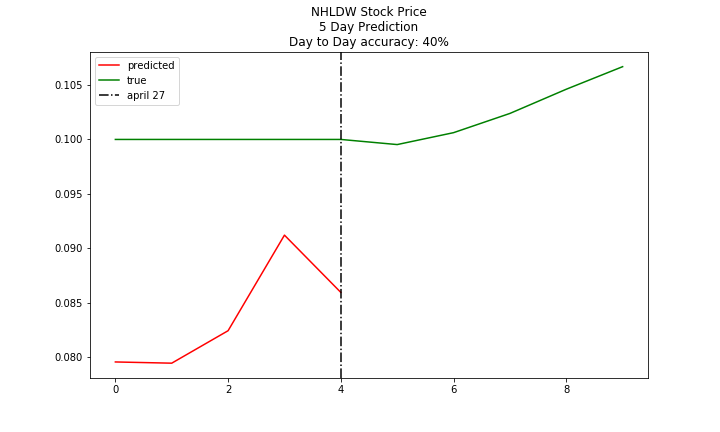 NHLDW Stock Price
5 Day Prediction
Day to Day accuracy: 40%
predicted
true
april 27
0.105
0.100
0.095
0.090
0.085
0.080
0
2
4
6
8